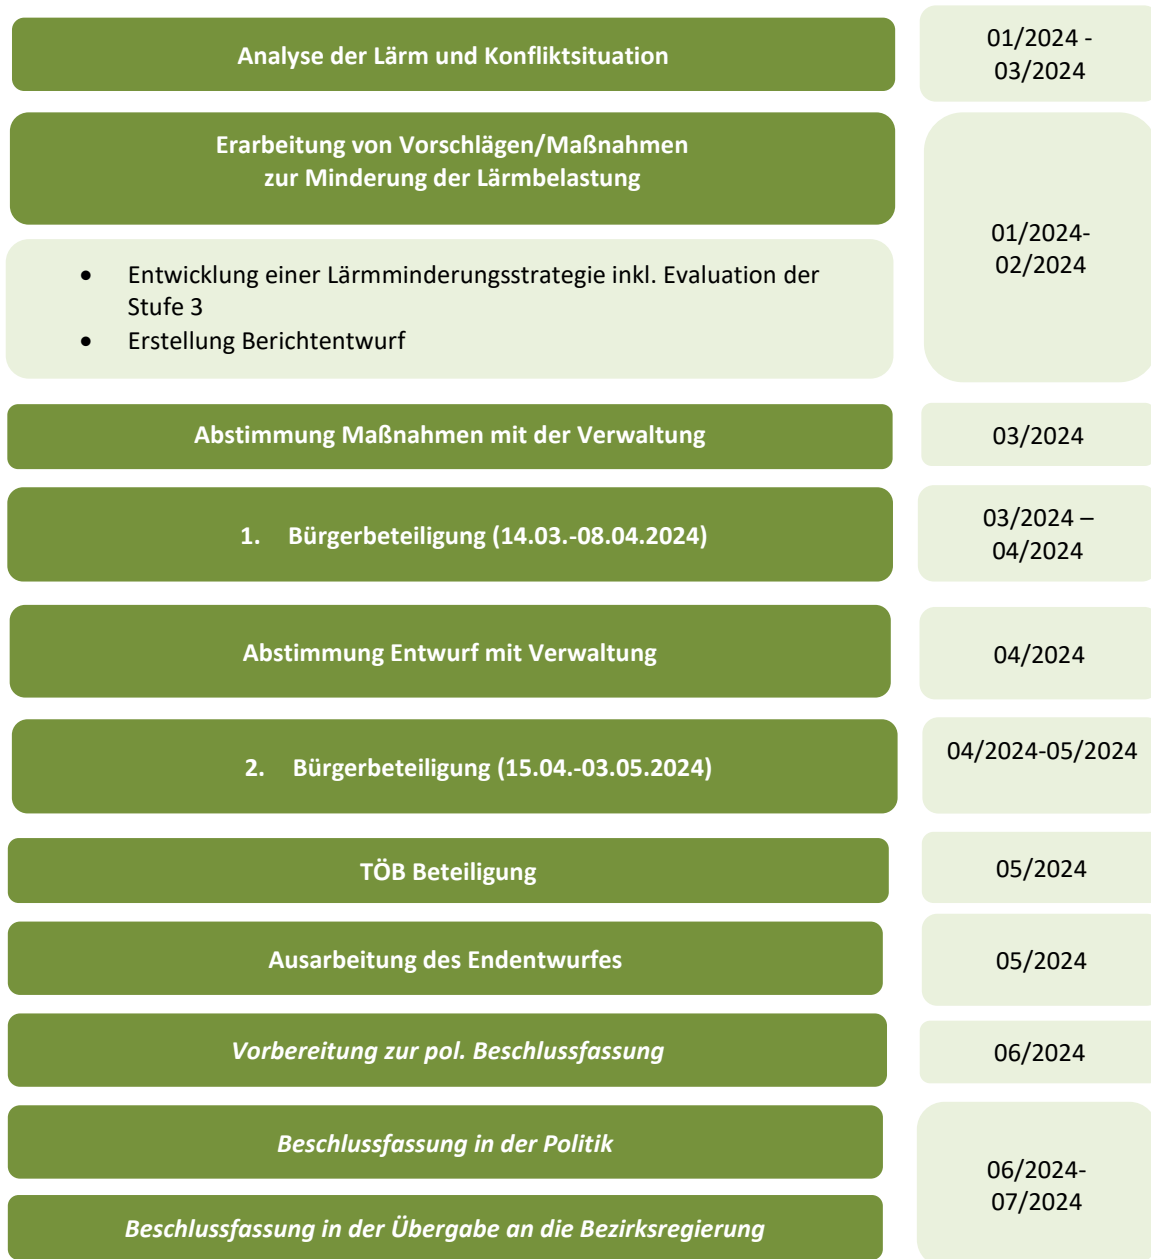 Analyse der Lärm und Konfliktsituation
01/2024 -
03/2024
Erarbeitung von Vorschlägen/Maßnahmen
zur Minderung der Lärmbelastung
• Entwicklung einer Lärmminderungsstrategie inkl. Evaluation der
Stufe 3
• Erstellung Berichtentwurf
01/2024-
02/2024
Abstimmung Maßnahmen mit der Verwaltung
03/2024
1. Bürgerbeteiligung (14.03.-08.04.2024)
03/2024 –
04/2024
Abstimmung Entwurf mit Verwaltung
04/2024
2. Bürgerbeteiligung (15.04.-03.05.2024)
04/2024-05/2024
TÖB Beteiligung
05/2024
Ausarbeitung des Endentwurfes
05/2024
Vorbereitung zur pol. Beschlussfassung
06/2024
Beschlussfassung in der Politik
Beschlussfassung in der Übergabe an die Bezirksregierung
06/2024-
07/2024